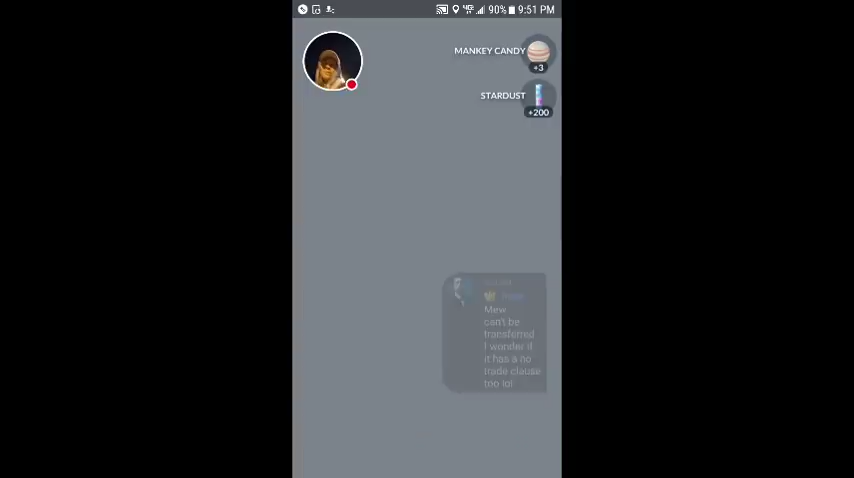 90% 9:51 PM
MANKEY CANDY
+3
STARDUST
+200
Mew
can't be
transferred
I wonder if
it has a no
trade clause
too lol